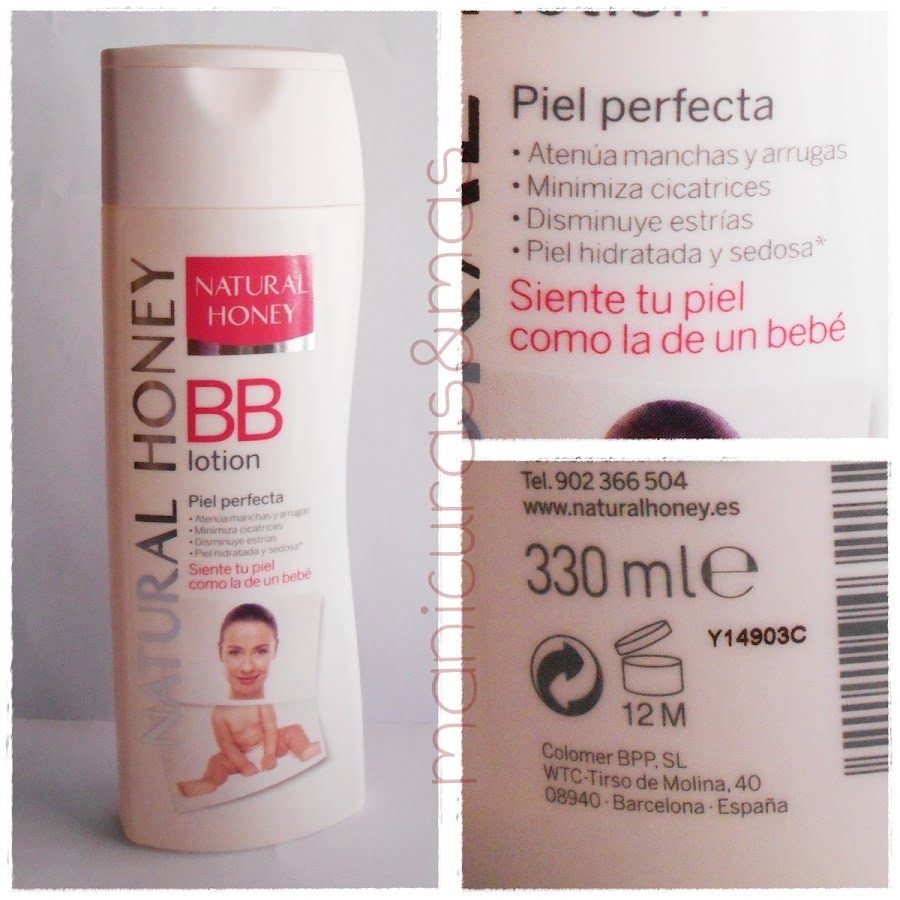 NATURAL HONEY
NATURAL
HONEY
BB
lotion
Piel perfecta
• Atenúa manchas y arrugas
• Minimiza cicatrices
• Disminuye estrías
• Piel hidratada y sedosa*
Siente tu piel
como la de un bebé
manicuras&mas
lotion
Piel perfecta
• Atenúa manchas y arrugas
• Minimiza cicatrices
• Disminuye estrías
• Piel hidratada y sedosa*
Siente tu piel
como la de un bebé
Tel. 902 366 504
www.naturalhoney.es
330 ml e
Y14903C
12 M
Colomer BPP, SL
WTC-Tirso de Molina, 40
08940 · Barcelona · España